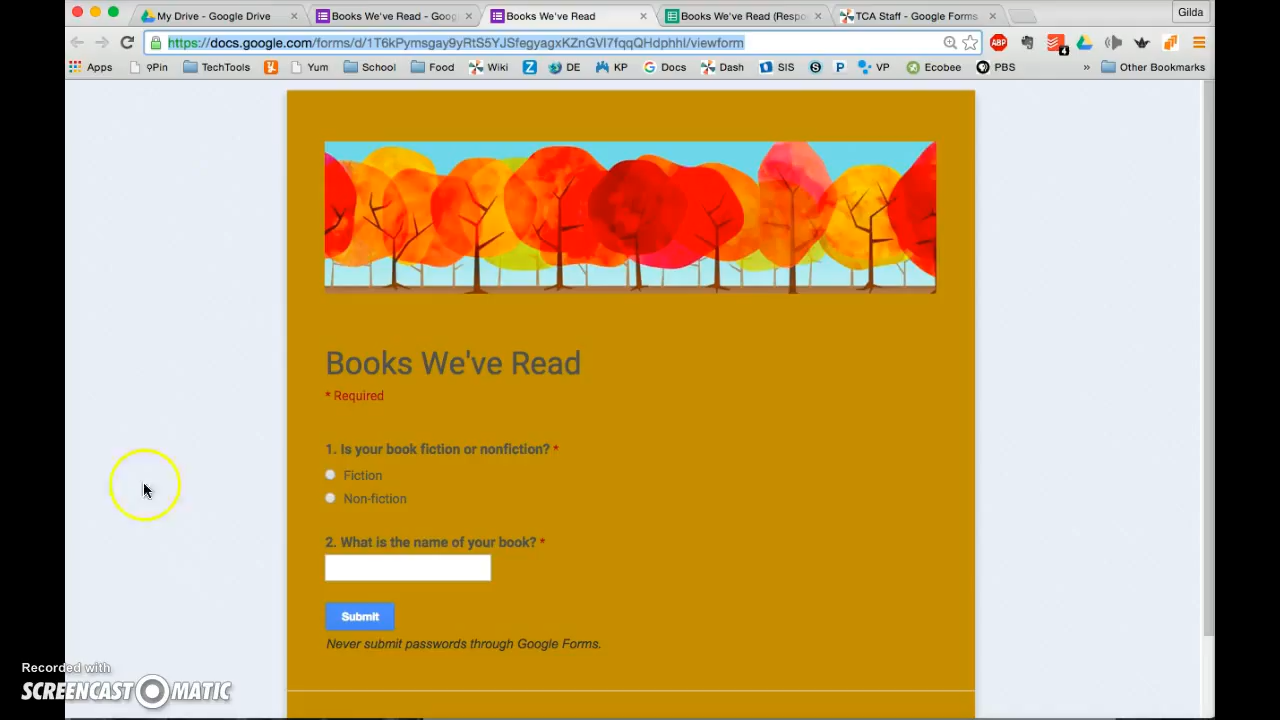 My Drive - Google Drive
Books We've Read - Goog
Books We've Read
Books We've Read (Respo
TCA Staff - Google Forms
Gilda
https://docs.google.com/forms/d/1T6kPymsgay9yRtS5YJSfegyagxKZnGVI7fqqQHdphhI/viewform
ABP
4
Apps
9Pin
TechTools
Yum
School
Food
Wiki
Z
DE
KP
Docs
Dash
SIS
S
P
VP
Ecobee
PBS
»
Other Bookmarks
Books We've Read
* Required
1. Is your book fiction or nonfiction? *
Fiction
Non-fiction
2. What is the name of your book? *
Submit
Never submit passwords through Google Forms.
Recorded with
SCREENCAST O MATIC